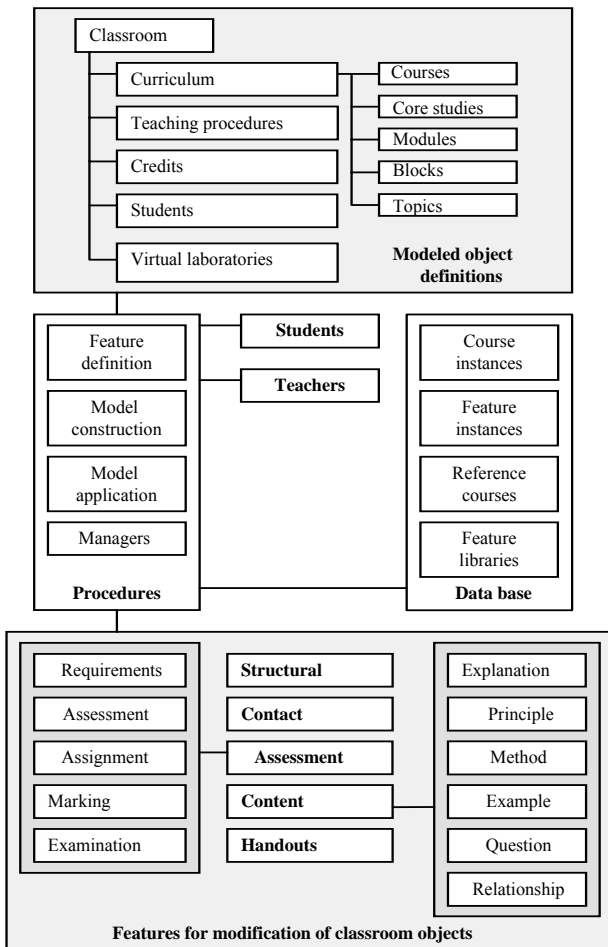 Classroom
Curriculum
Teaching procedures
Credits
Students
Virtual laboratories
Courses
Core studies
Modules
Blocks
Topics
Modeled object
definitions
Feature
definition
Model
construction
Model
application
Managers
Procedures
Students
Teachers
Course
instances
Feature
instances
Reference
courses
Feature
libraries
Data base
Requirements
Assessment
Assignment
Marking
Examination
Structural
Contact
Assessment
Content
Handouts
Explanation
Principle
Method
Example
Question
Relationship
Features for modification of classroom objects